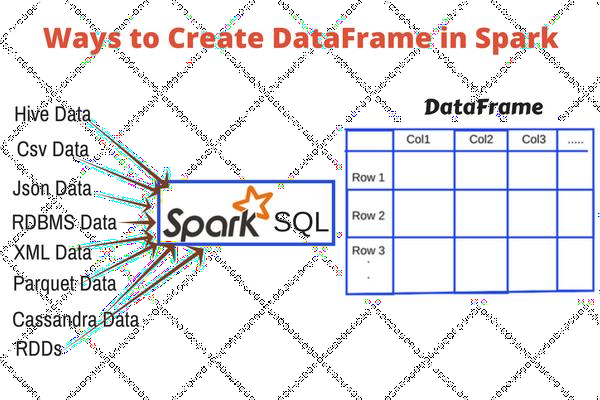 Ways to Create DataFrame in Spark
DataFrame
Hive Data
Csv Data
Json Data
RDBMS Data
XML Data
Parquet Data
Cassandra Data
RDDs
Spark SQL
Col1 Col2 Col3 .....
Row 1
Row 2
Row 3
.
.